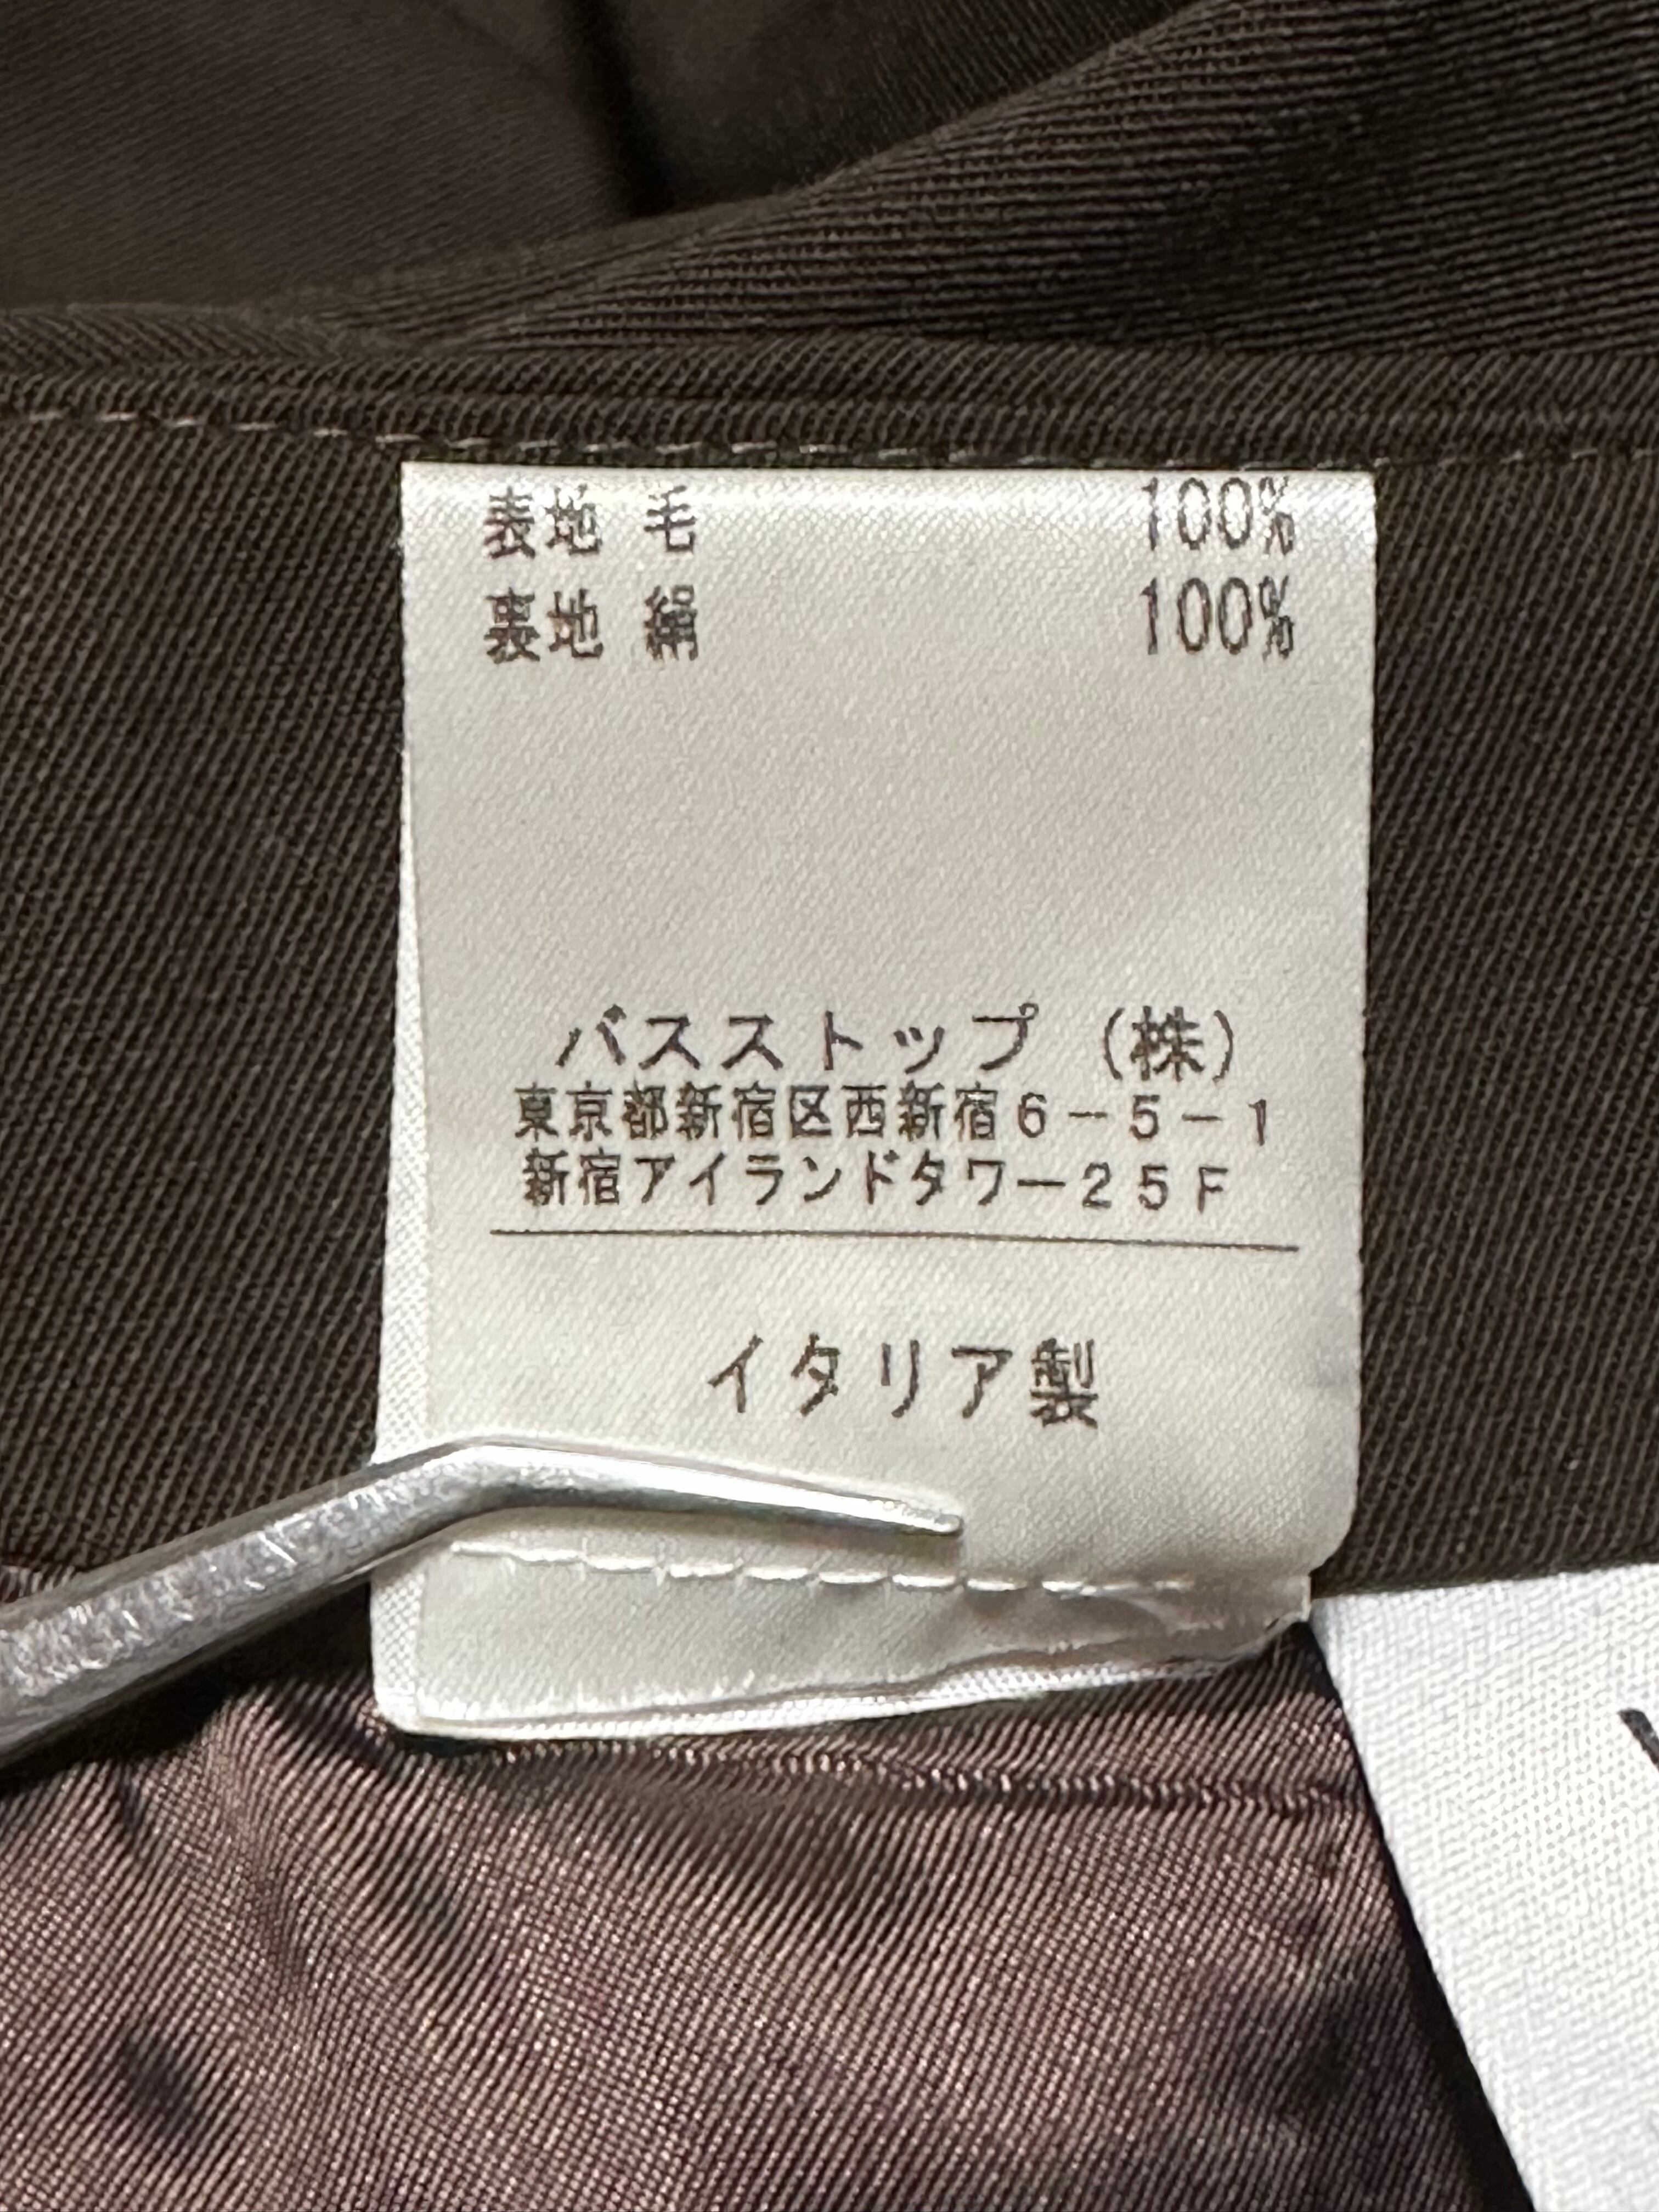 表地 毛 100%
裏地 絹 100%
バスストップ (株)
東京都新宿区西新宿6-5-1
新宿アイランドタワー25F
イタリア製